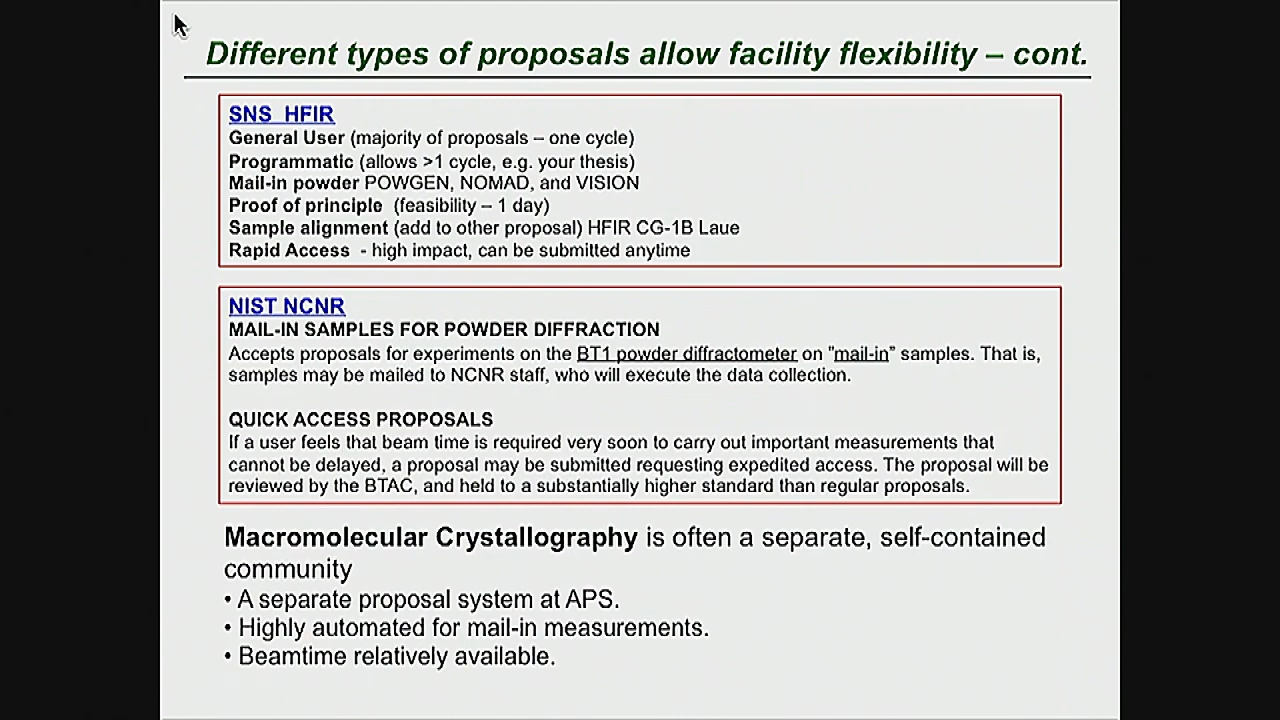 Different types of proposals allow facility flexibility – cont.
SNS HFIR
General User (majority of proposals – one cycle)
Programmatic (allows >1 cycle, e.g. your thesis)
Mail-in powder POWGEN, NOMAD, and VISION
Proof of principle (feasibility – 1 day)
Sample alignment (add to other proposal) HFIR CG-1B Laue
Rapid Access - high impact, can be submitted anytime
NIST NCNR
MAIL-IN SAMPLES FOR POWDER DIFFRACTION
Accepts proposals for experiments on the BT1 powder diffractometer on "mail-in” samples. That is,
samples may be mailed to NCNR staff, who will execute the data collection.
QUICK ACCESS PROPOSALS
If a user feels that beam time is required very soon to carry out important measurements that
cannot be delayed, a proposal may be submitted requesting expedited access. The proposal will be
reviewed by the BTAC, and held to a substantially higher standard than regular proposals.
Macromolecular Crystallography is often a separate, self-contained
community
• A separate proposal system at APS.
• Highly automated for mail-in measurements.
• Beamtime relatively available.